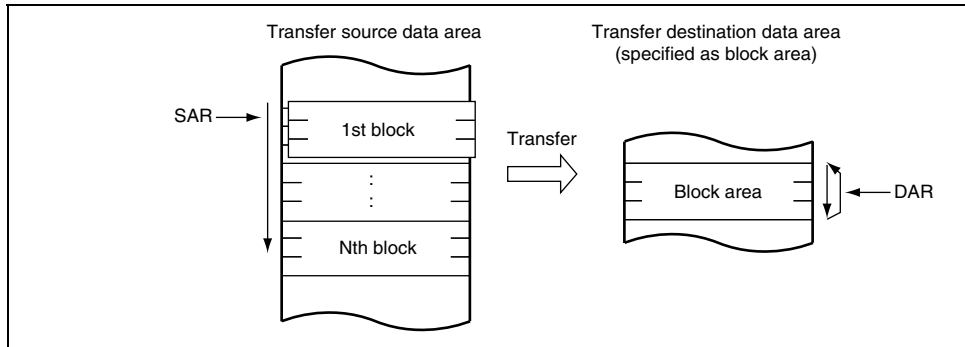 Transfer source data area
Transfer destination data area
(specified as block area)
SAR
1st block
Transfer
:
Block area
DAR
Nth block